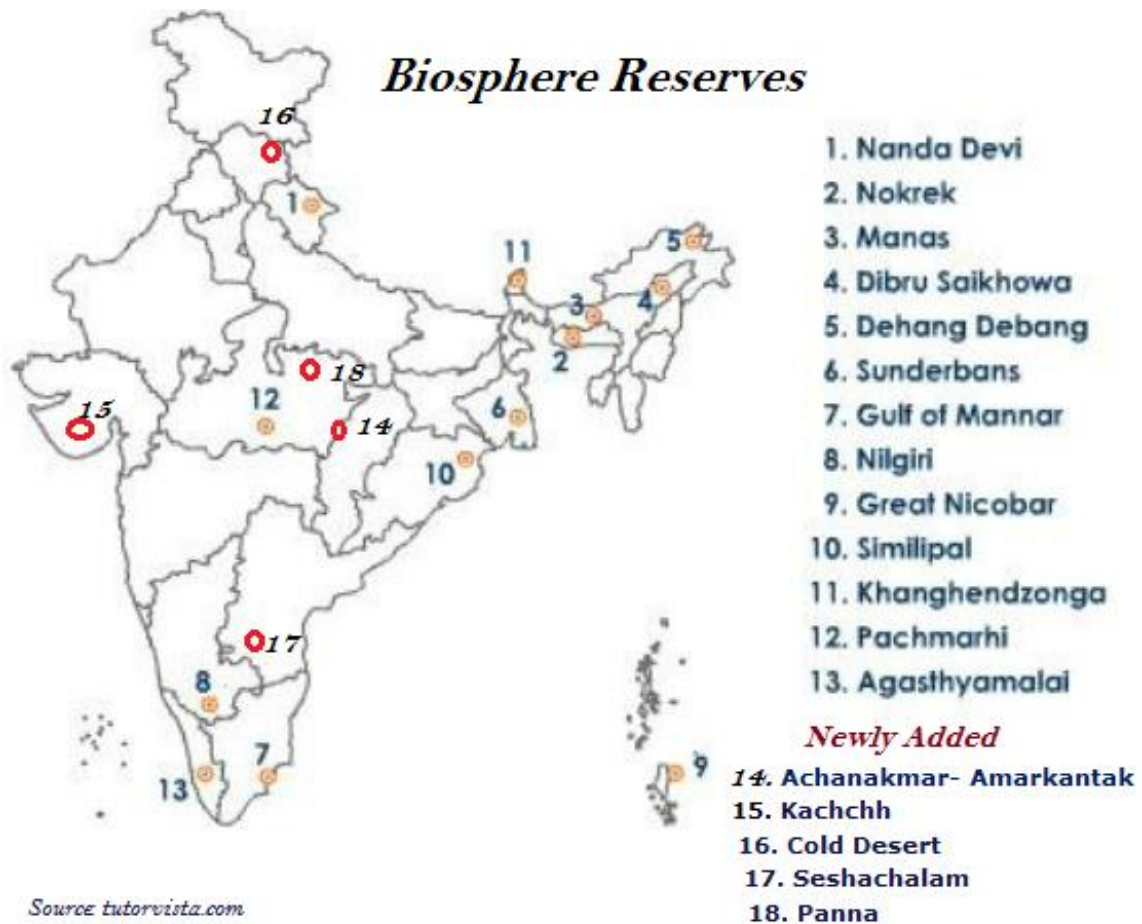 Biosphere Reserves
16
1
11
5
3
4
2
18
12
15
14
6
10
17
8
7
13
9
1. Nanda Devi
2. Nokrek
3. Manas
4. Dibru Saikhowa
5. Dehang Debang
6. Sunderbans
7. Gulf of Mannar
8. Nilgiri
9. Great Nicobar
10. Similipal
11. Khanghendzonga
12. Pachmarhi
13. Agasthyamalai
Newly Added
14. Achanakmar- Amarkantak
15. Kachchh
16. Cold Desert
17. Seshachalam
18. Panna
Source tutorvista.com